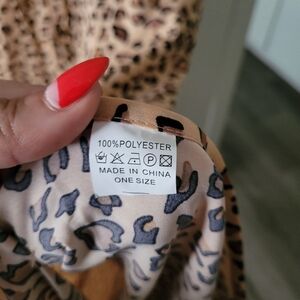 100%POLYESTER
P
MADE IN CHINA
ONE SIZE